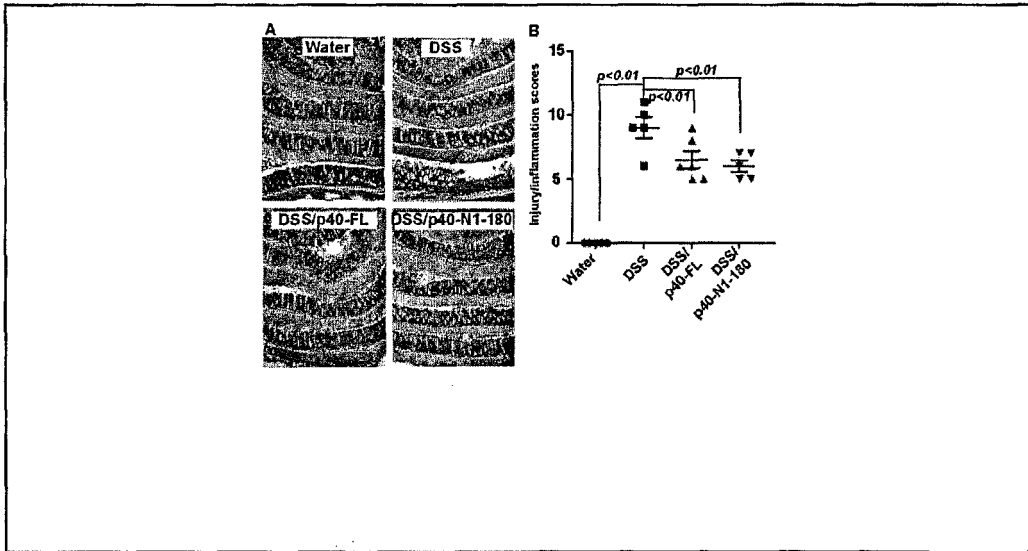 A
Water
DSS
DSS/p40-FL
DSS/p40-N1-180
B
Injury/inflammation scores
15
10
5
0
p<0.01
p<0.01
p<0.01
Water
DSS
DSS/
p40-FL
DSS/
p40-N1-180